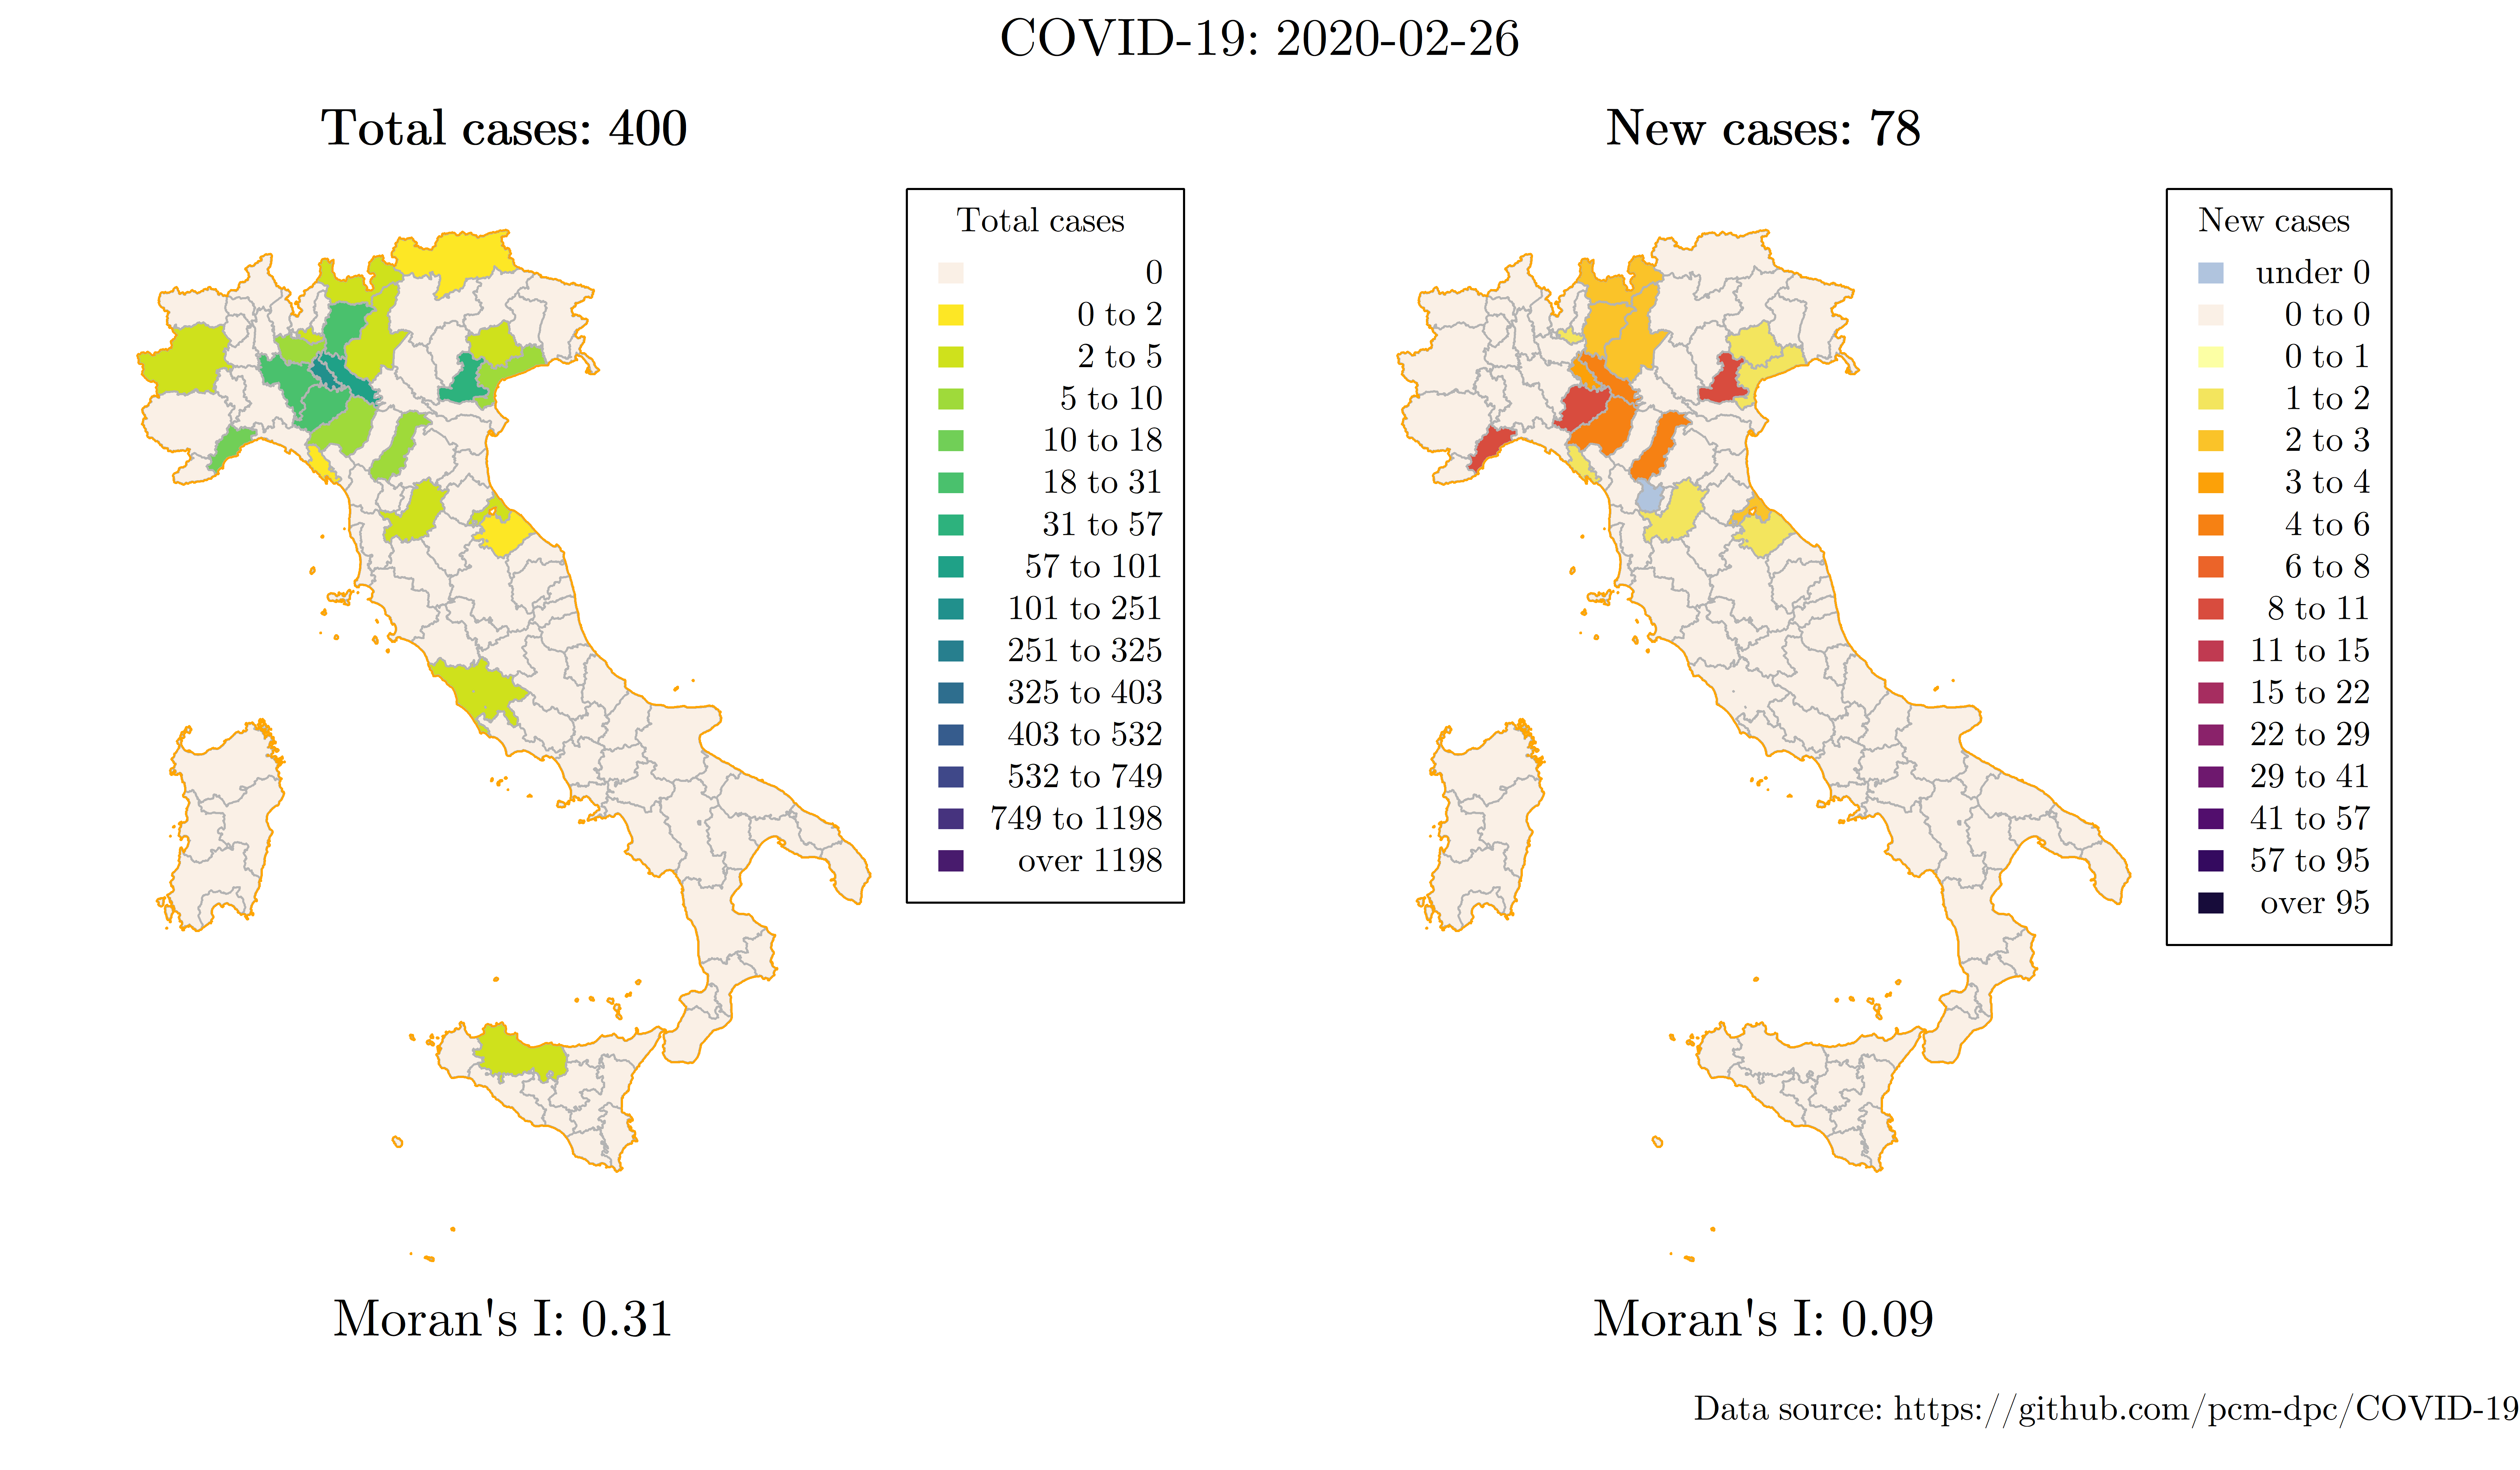 COVID-19: 2020-02-26
Total cases: 400
Total cases
0
0 to 2
2 to 5
5 to 10
10 to 18
18 to 31
31 to 57
57 to 101
101 to 251
251 to 325
325 to 403
403 to 532
532 to 749
749 to 1198
over 1198
Moran's I: 0.31
New cases: 78
New cases
under 0
0 to 0
0 to 1
1 to 2
2 to 3
3 to 4
4 to 6
6 to 8
8 to 11
11 to 15
15 to 22
22 to 29
29 to 41
41 to 57
57 to 95
over 95
Moran's I: 0.09
Data source: https://github.com/pcm-dpc/COVID-19